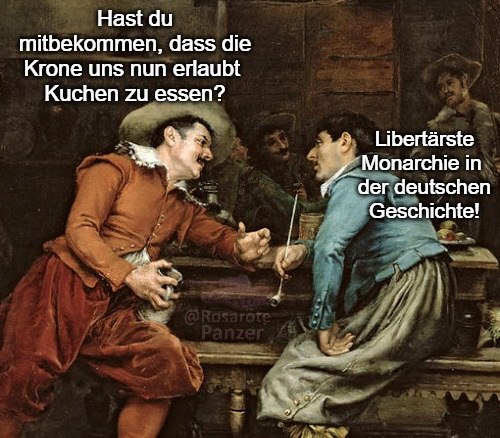 Hast du
mitbekommen, dass die
Krone uns nun erlaubt
Kuchen zu essen?
Libertärste
Monarchie in
der deutschen
Geschichte!
@Rosarote
Panzer